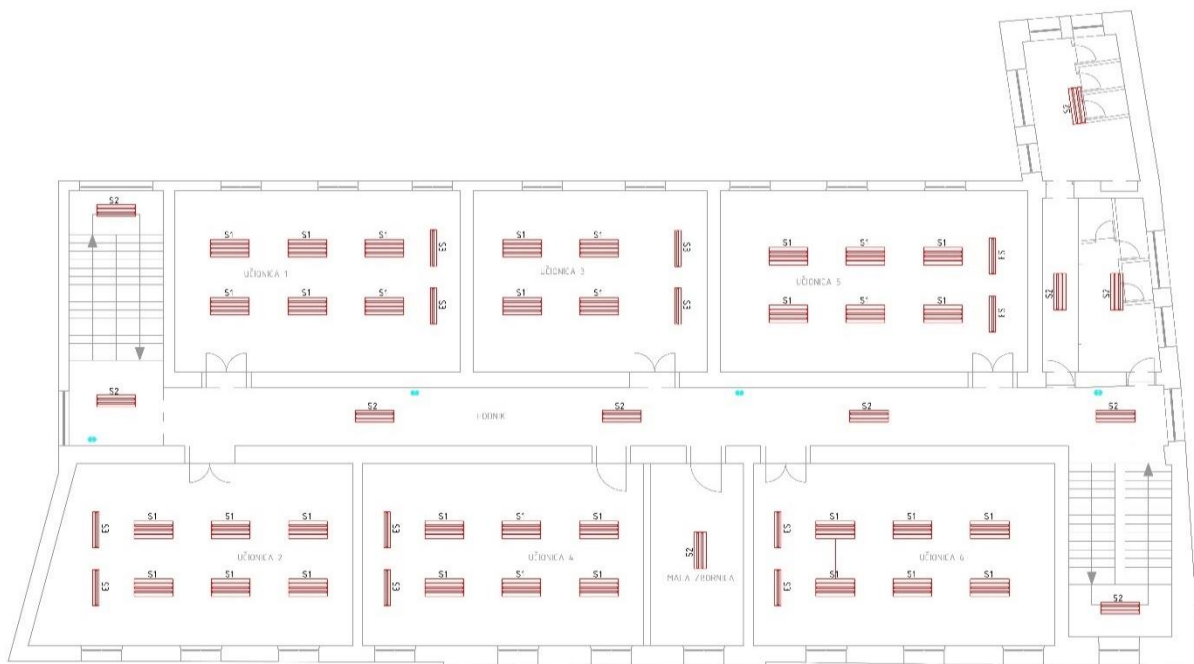 S2
S2
S1
S1
S1
S3
S1
S1
S3
S1
S1
S1
S3
UČIONICA 1
UČIONICA 3
UČIONICA 5
S1
S1
S1
S3
S1
S1
S3
S1
S1
S1
S3
S2
S2
S2
S2
S2
HODNIK
S2
S2
S3
S1
S1
S1
S3
S1
S1
S1
S3
S1
S1
S1
UČIONICA 2
UČIONICA 4
S2
MALA ZBORNICA
UČIONICA 6
S3
S1
S1
S1
S3
S1
S1
S1
S3
S1
S1
S1
S2